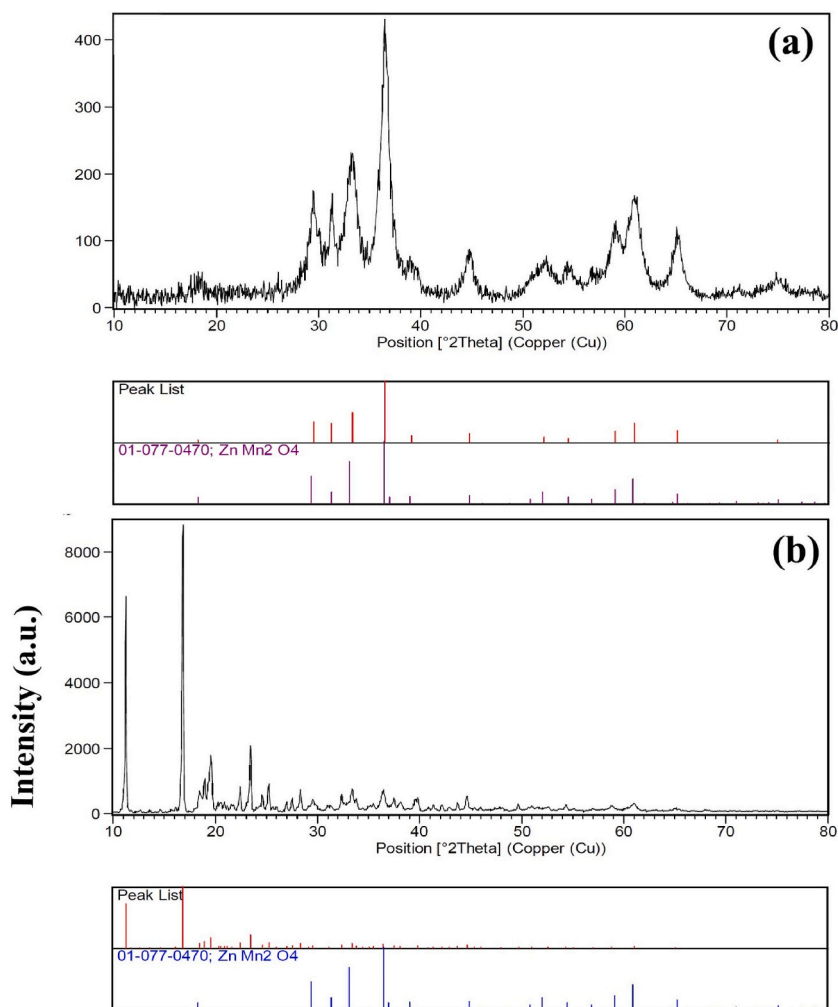 (a)
400
300
200
100
0
10 20 30 40 50 60 70 80
Position [°2Theta] (Copper (Cu))
Peak List
01-077-0470; Zn Mn2 O4
(b)
Intensity (a.u.)
8000
6000
4000
2000
0
10 20 30 40 50 60 70 80
Position [°2Theta] (Copper (Cu))
Peak List
01-077-0470; Zn Mn2 O4